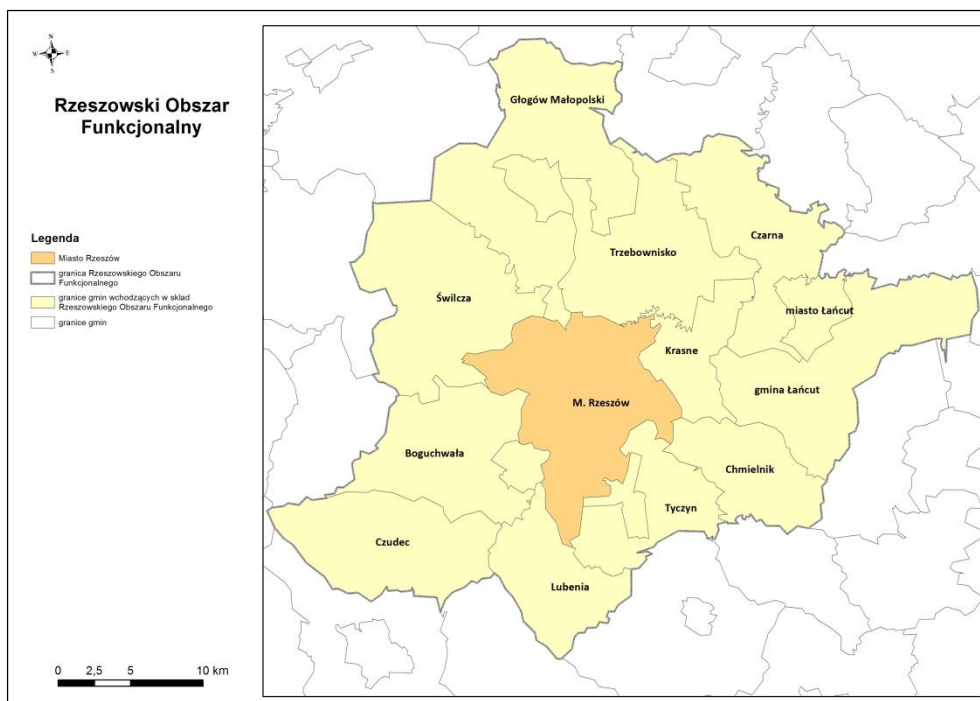 N
W E
S
Rzeszowski Obszar
Funkcjonalny
Legenda
Miasto Rzeszów
granica Rzeszowskiego Obszaru
Funkcjonalnego
granice gmin wchodzących w skład
Rzeszowskiego Obszaru Funkcjonalnego
granice gmin
0 2,5 5 10 km
Głogów Małopolski
Czarna
Trzebownisko
Świlcza
miasto Łańcut
Krasne
gmina Łańcut
M. Rzeszów
Boguchwała
Chmielnik
Tyczyn
Czudec
Lubenia